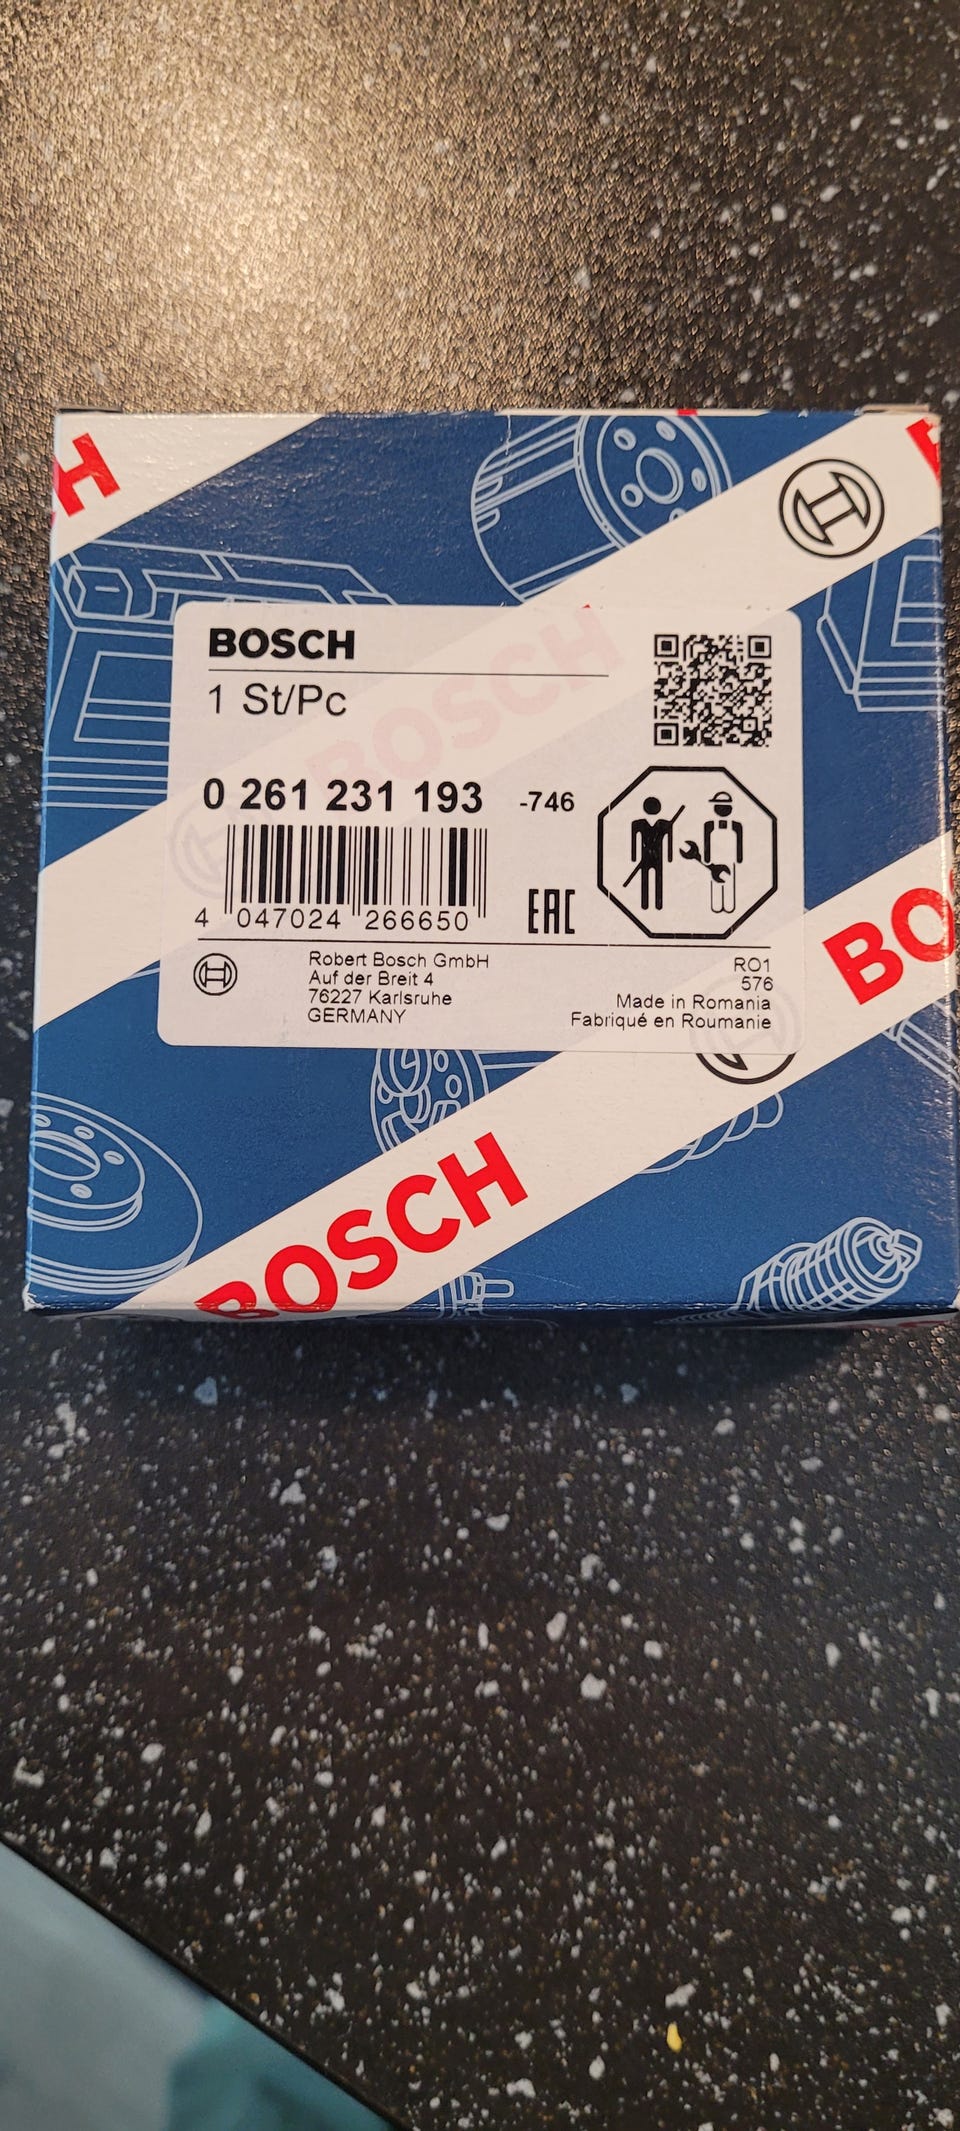 H
BOSCH
1 St/Pc
BOSCH
0 261 231 193 -746
4 047024 266650
EAC
Robert Bosch GmbH
Auf der Breit 4
76227 Karlsruhe
GERMANY
RO1
576
Made in Romania
Fabriqué en Roumanie
BO
BOSCH